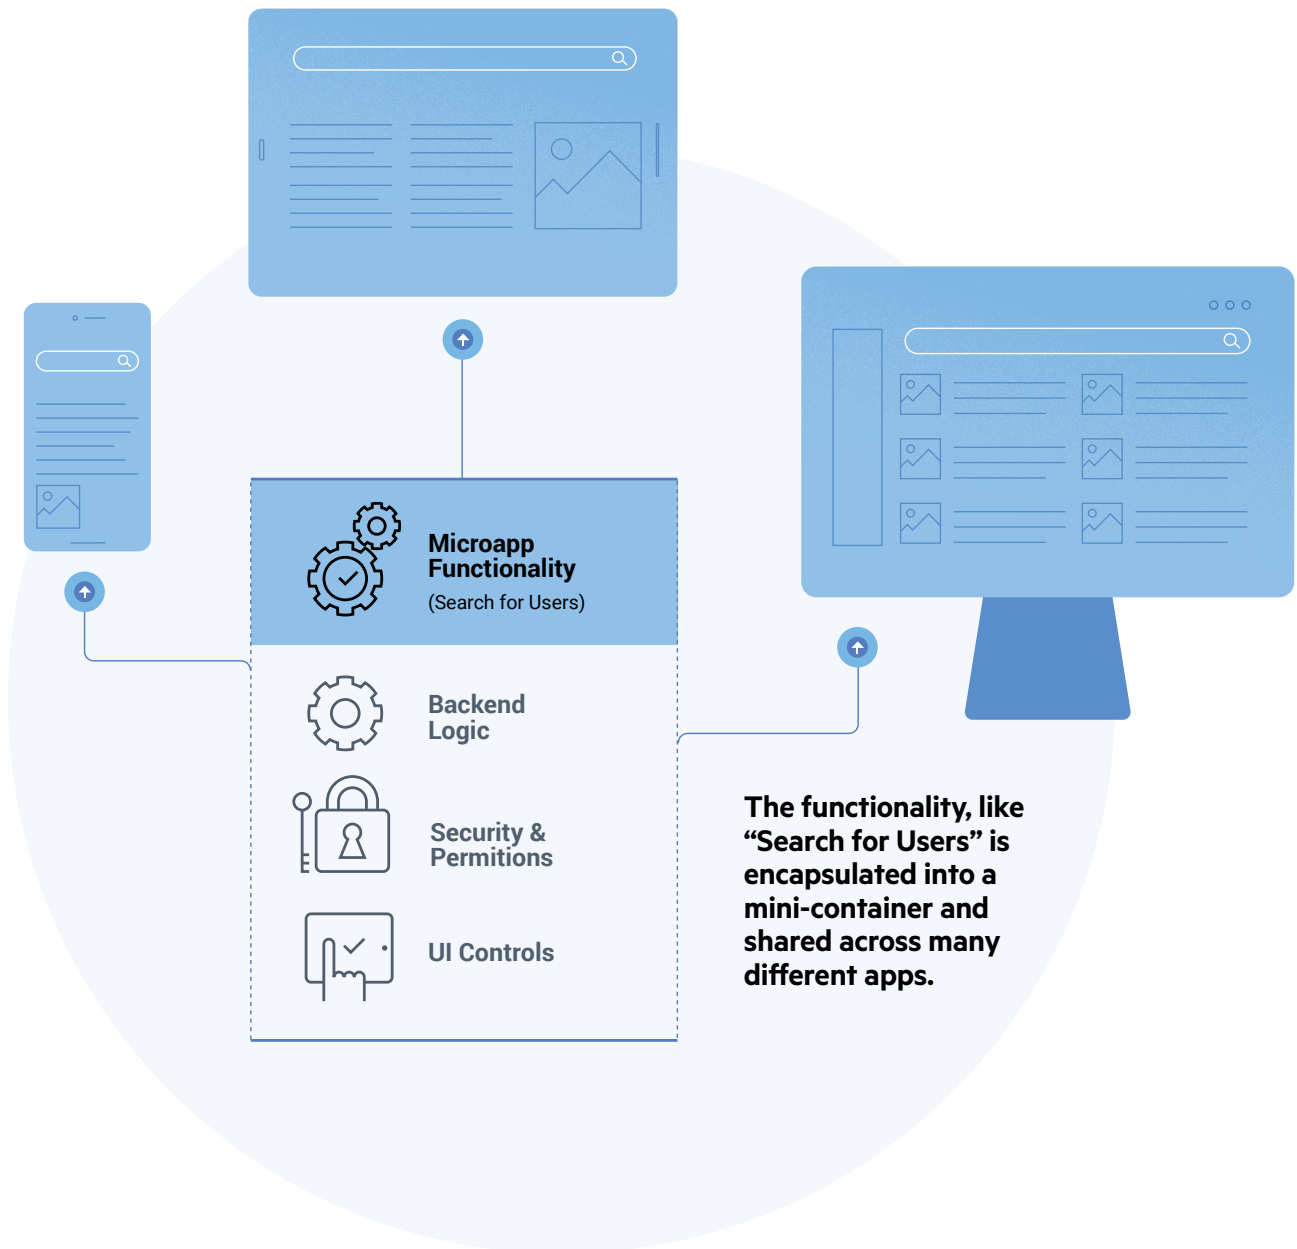 Microapp
Functionality
(Search for Users)
Backend
Logic
Security &
Permitions
UI Controls
The functionality, like
“Search for Users” is
encapsulated into a
mini-container and
shared across many
different apps.